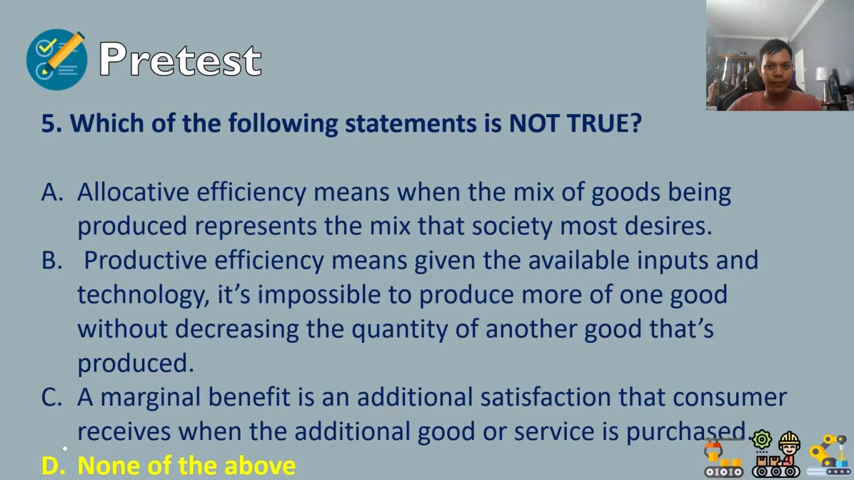 Pretest
5. Which of the following statements is NOT TRUE?
A. Allocative efficiency means when the mix of goods being
produced represents the mix that society most desires.
B. Productive efficiency means given the available inputs and
technology, it's impossible to produce more of one good
without decreasing the quantity of another good that's
produced.
C. A marginal benefit is an additional satisfaction that consumer
receives when the additional good or service is purchased.
D. None of the above